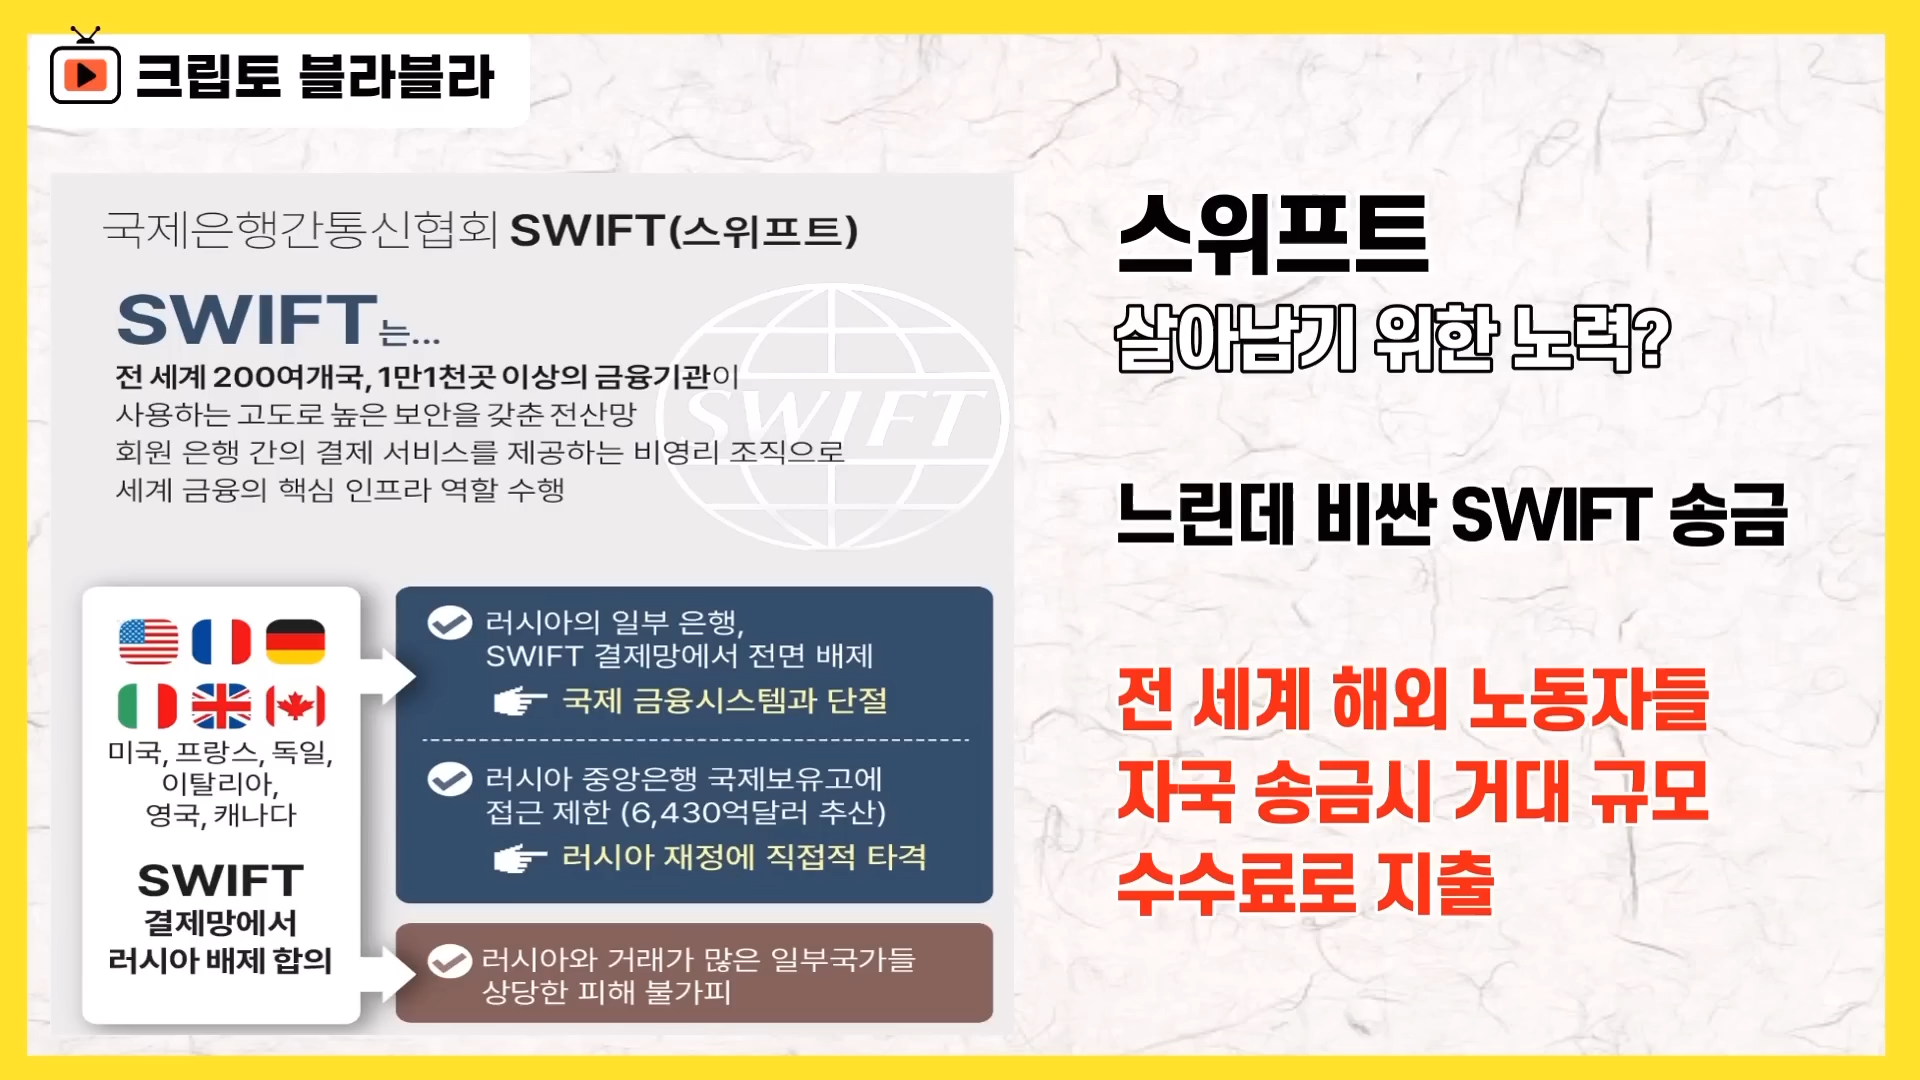 크립토 블라블라
국제은행간통신협회 SWIFT(스위프트)
SWIFT는...
전 세계 200여개국, 1만1천곳 이상의 금융기관이
사용하는 고도로 높은 보안을 갖춘 전산망
회원 은행 간의 결제 서비스를 제공하는 비영리 조직으로
세계 금융의 핵심 인프라 역할 수행
SWIFT
미국, 프랑스, 독일,
이탈리아,
영국, 캐나다
SWIFT
결제망에서
러시아 배제 합의
러시아의 일부 은행,
SWIFT 결제망에서 전면 배제
국제 금융시스템과 단절
러시아 중앙은행 국제보유고에
접근 제한 (6,430억달러 추산)
러시아 재정에 직접적 타격
러시아와 거래가 많은 일부국가들
상당한 피해 불가피
스위프트
살아남기 위한 노력?
느린데 비싼 SWIFT 송금
전 세계 해외 노동자들
자국 송금시 거대 규모
수수료로 지출